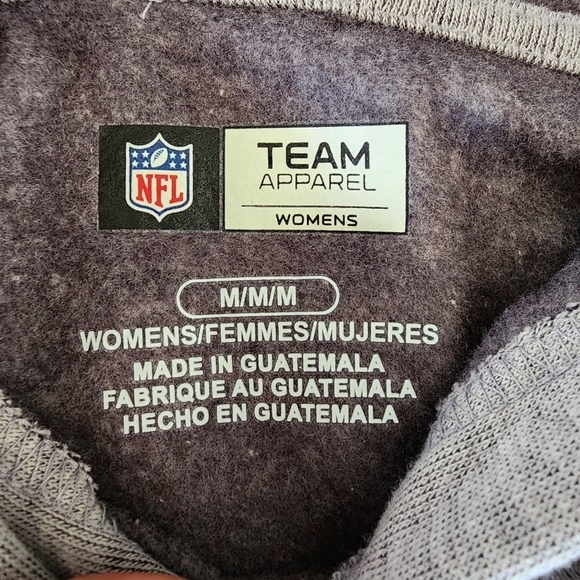 NFL
TEAM
APPAREL
WOMENS
M/M/M
WOMENS/FEMMES/MUJERES
MADE IN GUATEMALA
FABRIQUE AU GUATEMALA
HECHO EN GUATEMALA